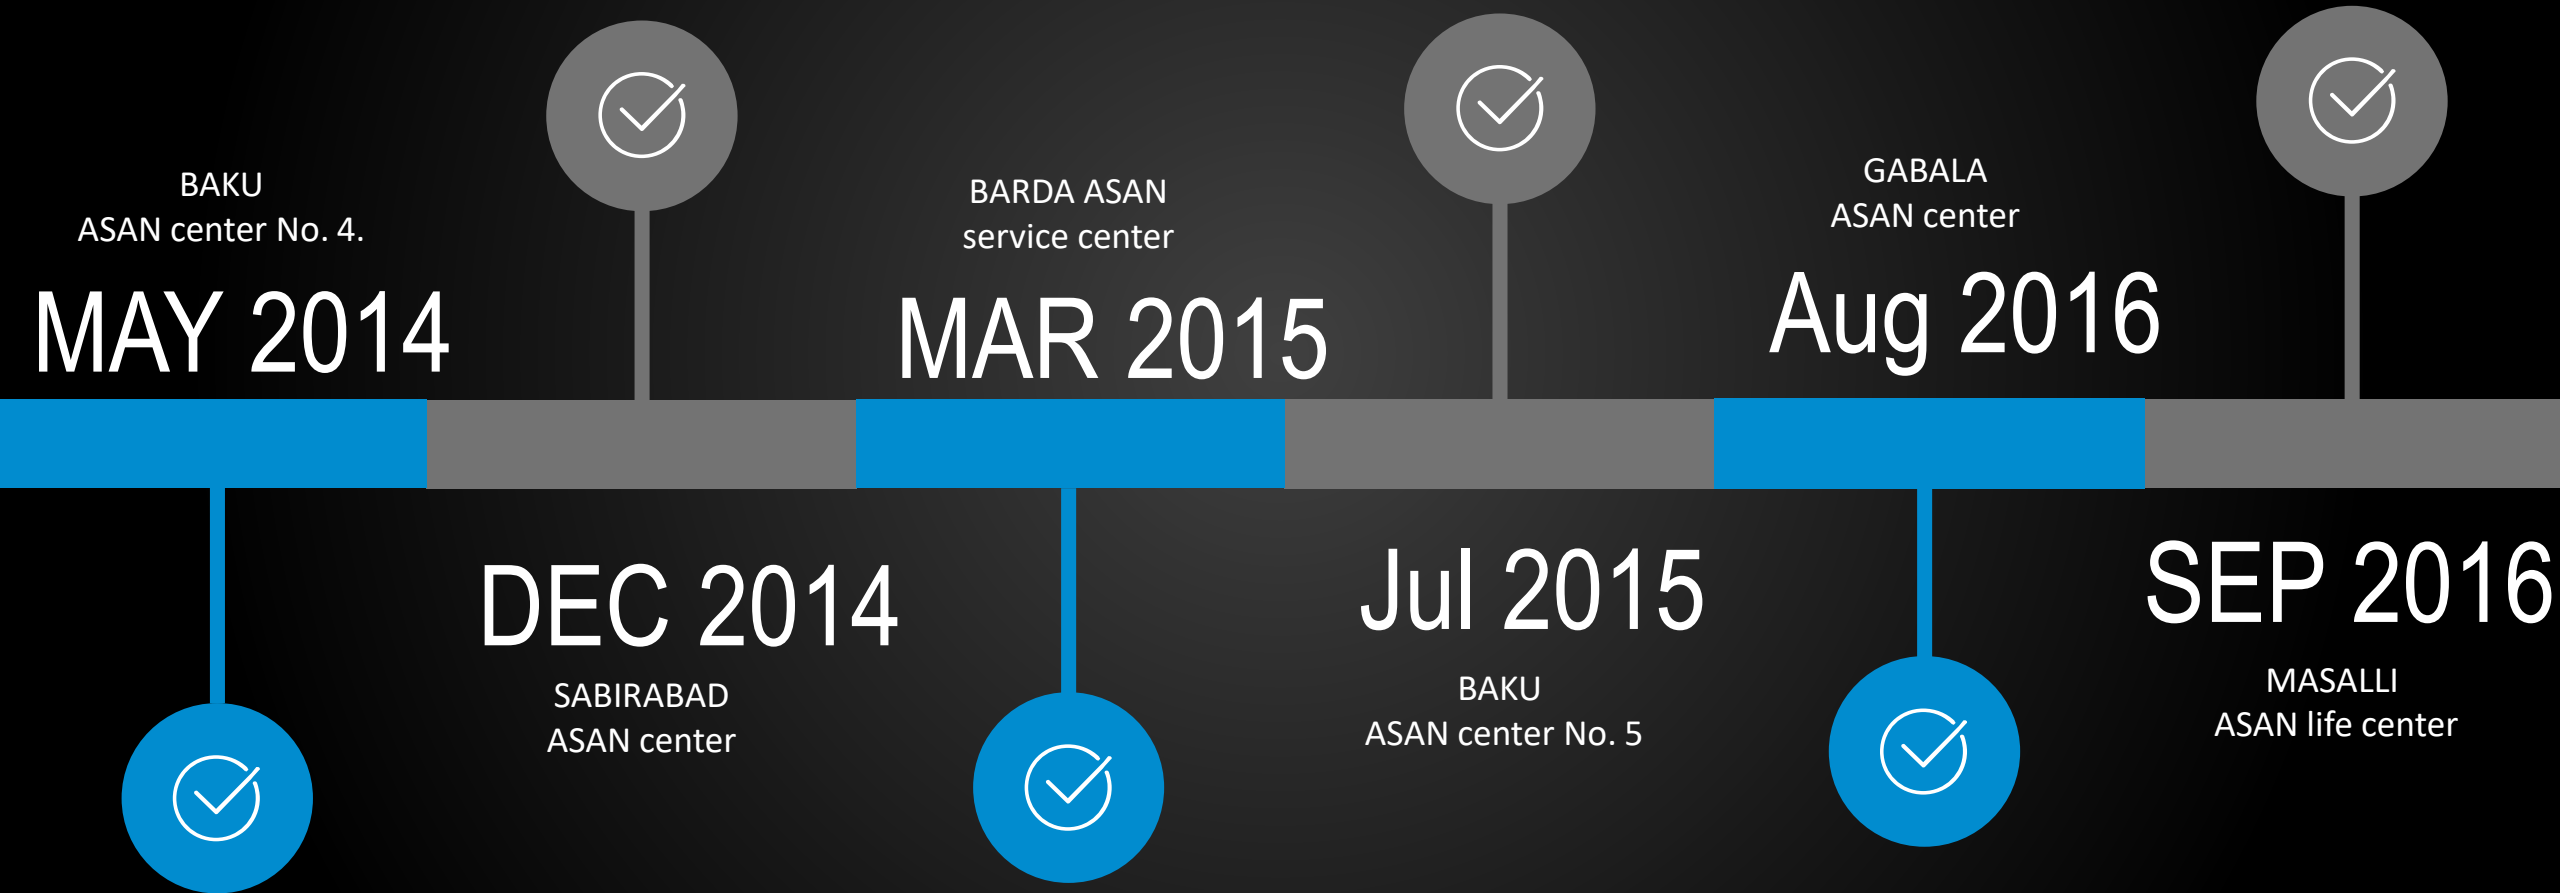 BAKU
ASAN center No. 4.
MAY 2014
DEC 2014
SABIRABAD
ASAN center
BARDA ASAN
service center
MAR 2015
Jul 2015
BAKU
ASAN center No. 5
GABALA
ASAN center
Aug 2016
SEP 2016
MASALLI
ASAN life center